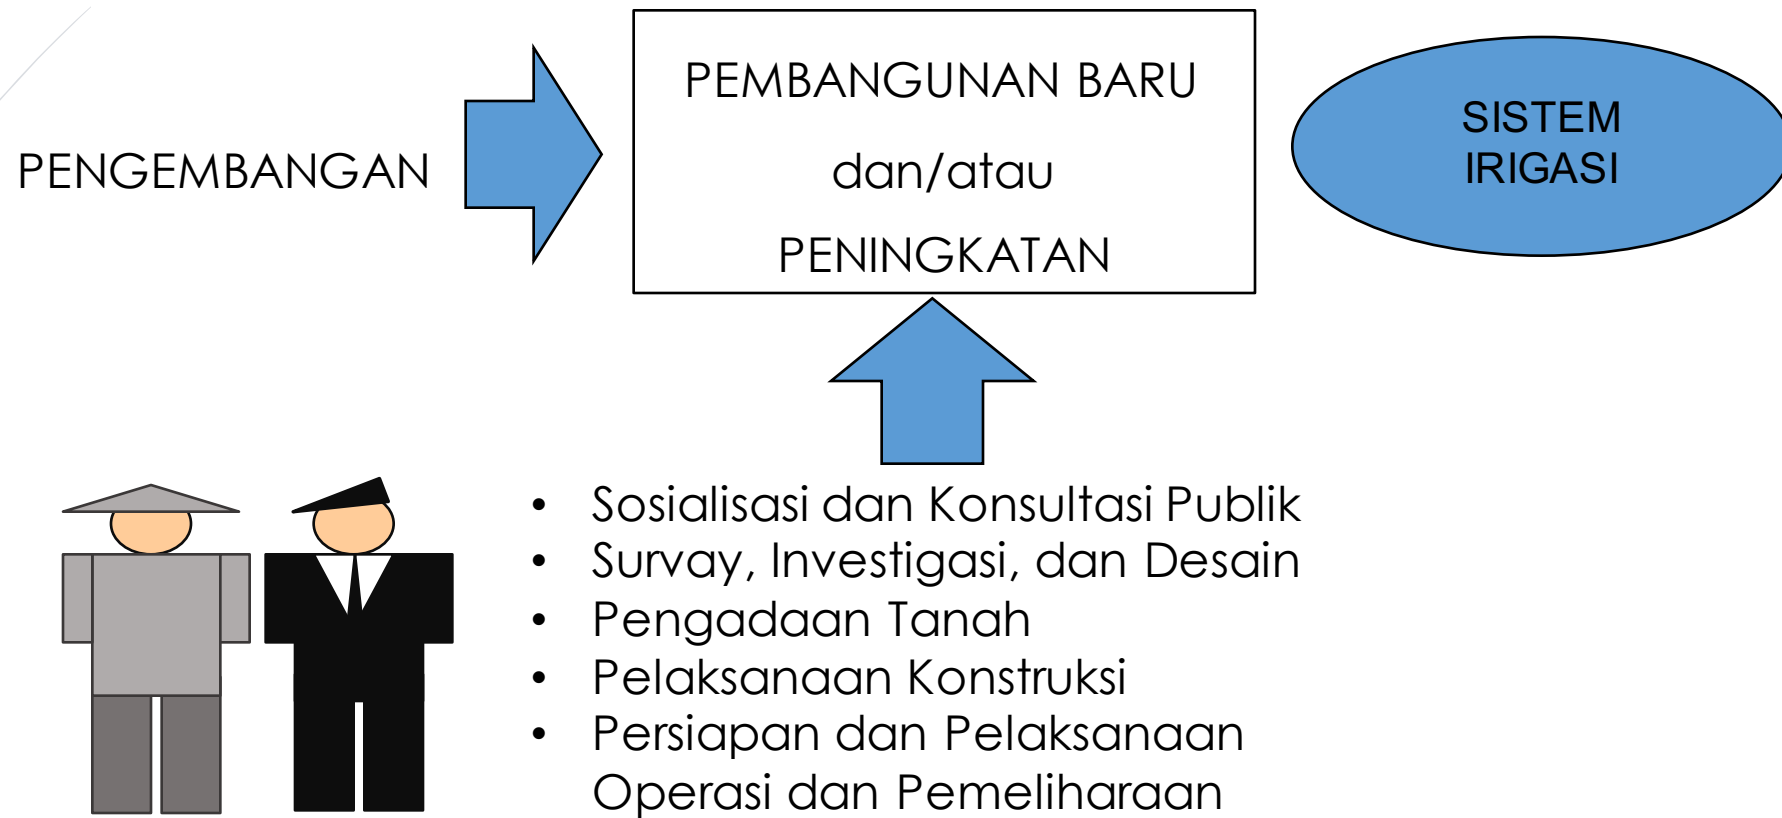 PENGEMBANGAN
PEMBANGUNAN BARU
dan/atau
PENINGKATAN
SISTEM
IRIGASI
• Sosialisasi dan Konsultasi Publik
• Survay, Investigasi, dan Desain
• Pengadaan Tanah
• Pelaksanaan Konstruksi
• Persiapan dan Pelaksanaan
Operasi dan Pemeliharaan